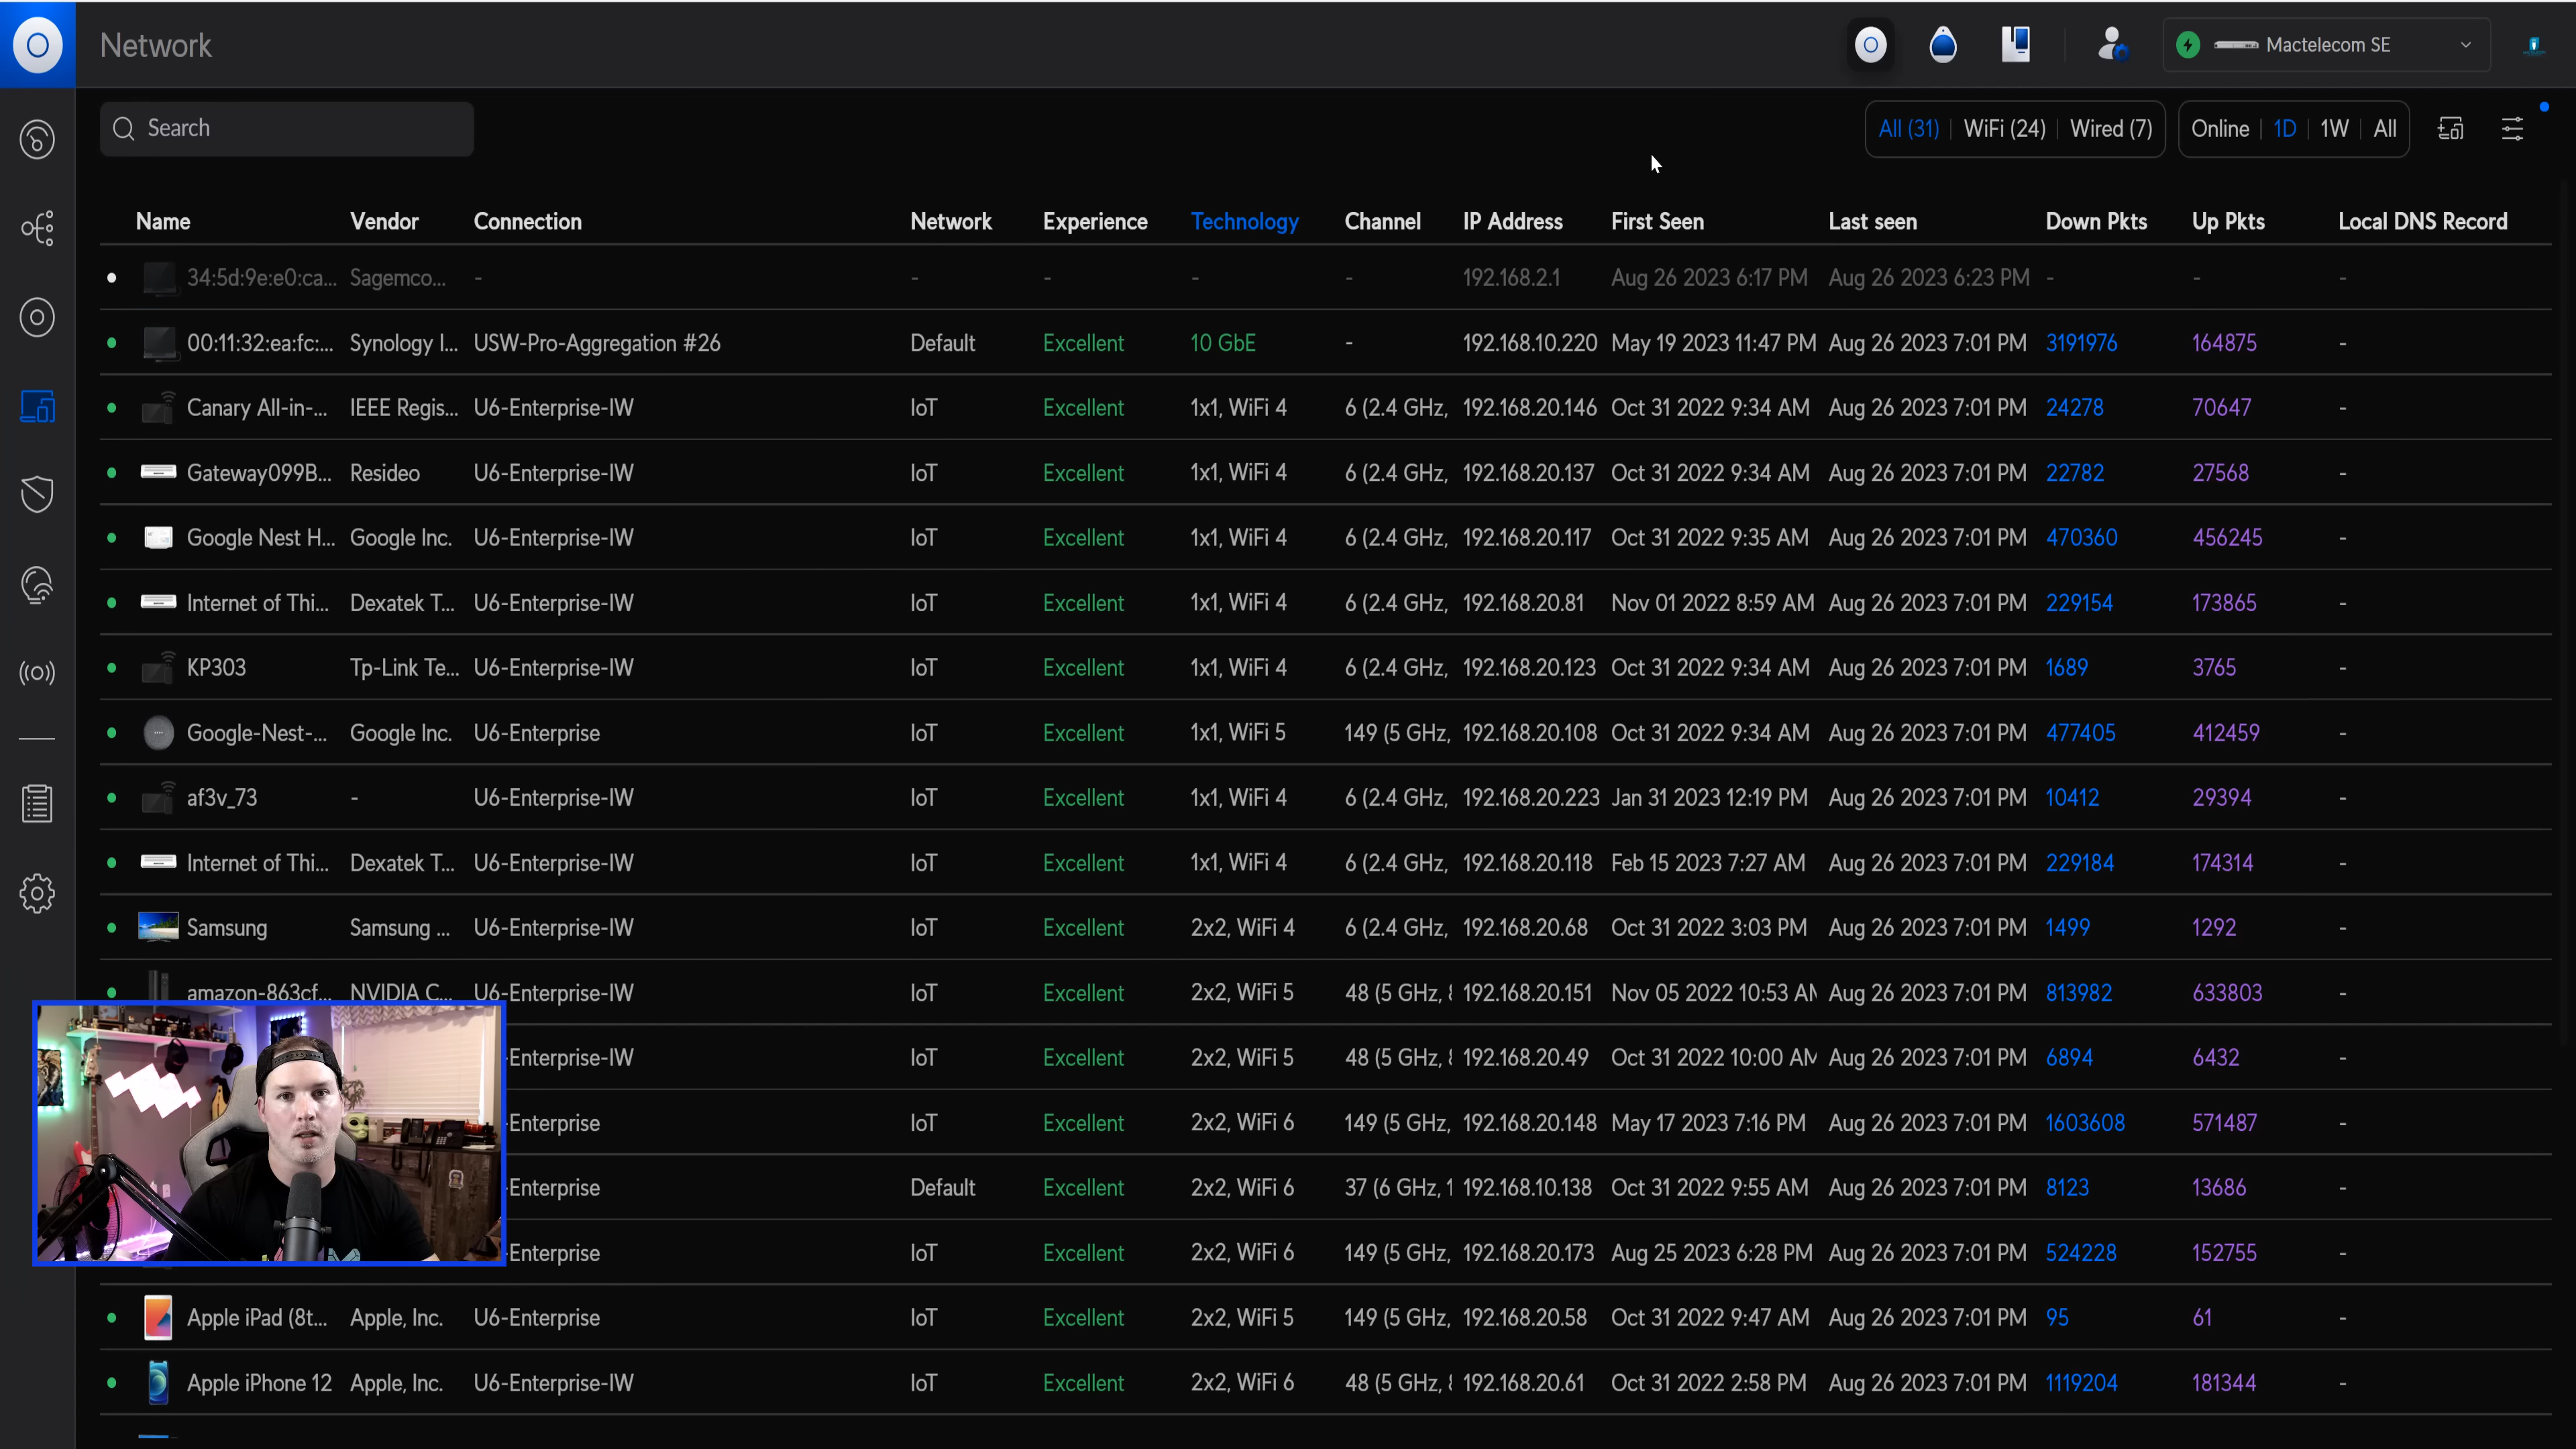 Network
Mactelecom SE
Search
All (31) WiFi (24) Wired (7) Online 1D 1W All
Name Vendor Connection Network Experience Technology Channel IP Address First Seen Last seen Down Pkts Up Pkts Local DNS Record
34:5d:9e:e0:ca... Sagemco... - - - - - 192.168.2.1 Aug 26 2023 6:17 PM Aug 26 2023 6:23 PM - - -
00:11:32:ea:fc:... Synology I... USW-Pro-Aggregation #26 Default Excellent 10 GbE - 192.168.10.220 May 19 2023 11:47 PM Aug 26 2023 7:01 PM 3191976 164875 -
Canary All-in-... IEEE Regis... U6-Enterprise-IW IoT Excellent 1x1, WiFi 4 6 (2.4 GHz, 192.168.20.146 Oct 31 2022 9:34 AM Aug 26 2023 7:01 PM 24278 70647 -
Gateway099B... Resideo U6-Enterprise-IW IoT Excellent 1x1, WiFi 4 6 (2.4 GHz, 192.168.20.137 Oct 31 2022 9:34 AM Aug 26 2023 7:01 PM 22782 27568 -
Google Nest H... Google Inc. U6-Enterprise-IW IoT Excellent 1x1, WiFi 4 6 (2.4 GHz, 192.168.20.117 Oct 31 2022 9:35 AM Aug 26 2023 7:01 PM 470360 456245 -
Internet of Thi... Dexatek T... U6-Enterprise-IW IoT Excellent 1x1, WiFi 4 6 (2.4 GHz, 192.168.20.81 Nov 01 2022 8:59 AM Aug 26 2023 7:01 PM 229154 173865 -
KP303 Tp-Link Te... U6-Enterprise-IW IoT Excellent 1x1, WiFi 4 6 (2.4 GHz, 192.168.20.123 Oct 31 2022 9:34 AM Aug 26 2023 7:01 PM 1689 3765 -
Google-Nest-... Google Inc. U6-Enterprise IoT Excellent 1x1, WiFi 5 149 (5 GHz, 192.168.20.108 Oct 31 2022 9:34 AM Aug 26 2023 7:01 PM 477405 412459 -
af3v_73 - U6-Enterprise-IW IoT Excellent 1x1, WiFi 4 6 (2.4 GHz, 192.168.20.223 Jan 31 2023 12:19 PM Aug 26 2023 7:01 PM 10412 29394 -
Internet of Thi... Dexatek T... U6-Enterprise-IW IoT Excellent 1x1, WiFi 4 6 (2.4 GHz, 192.168.20.118 Feb 15 2023 7:27 AM Aug 26 2023 7:01 PM 229184 174314 -
Samsung Samsung ... U6-Enterprise-IW IoT Excellent 2x2, WiFi 4 6 (2.4 GHz, 192.168.20.68 Oct 31 2022 3:03 PM Aug 26 2023 7:01 PM 1499 1292 -
amazon-863cf... NVIDIA C... U6-Enterprise-IW IoT Excellent 2x2, WiFi 5 48 (5 GHz, 192.168.20.151 Nov 05 2022 10:53 AM Aug 26 2023 7:01 PM 813982 633803 -
-Enterprise-IW IoT Excellent 2x2, WiFi 5 48 (5 GHz, 192.168.20.49 Oct 31 2022 10:00 AM Aug 26 2023 7:01 PM 6894 6432 -
-Enterprise IoT Excellent 2x2, WiFi 6 149 (5 GHz, 192.168.20.148 May 17 2023 7:16 PM Aug 26 2023 7:01 PM 1603608 571487 -
-Enterprise Default Excellent 2x2, WiFi 6 37 (6 GHz, 1 192.168.10.138 Oct 31 2022 9:55 AM Aug 26 2023 7:01 PM 8123 13686 -
-Enterprise IoT Excellent 2x2, WiFi 6 149 (5 GHz, 192.168.20.173 Aug 25 2023 6:28 PM Aug 26 2023 7:01 PM 524228 152755 -
Apple iPad (8t... Apple, Inc. U6-Enterprise IoT Excellent 2x2, WiFi 5 149 (5 GHz, 192.168.20.58 Oct 31 2022 9:47 AM Aug 26 2023 7:01 PM 95 61 -
Apple iPhone 12 Apple, Inc. U6-Enterprise-IW IoT Excellent 2x2, WiFi 6 48 (5 GHz, 192.168.20.61 Oct 31 2022 2:58 PM Aug 26 2023 7:01 PM 1119204 181344 -